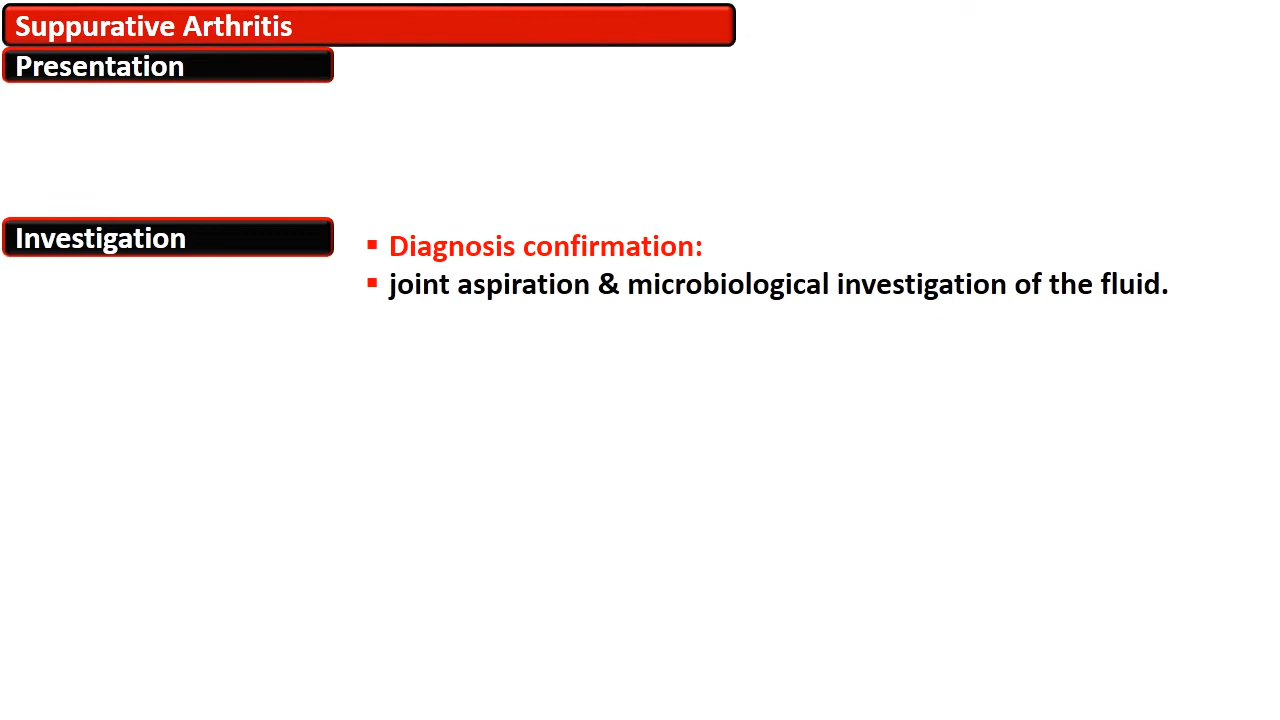 Suppurative Arthritis
Presentation
Investigation
▪ Diagnosis confirmation:
▪ joint aspiration & microbiological investigation of the fluid.